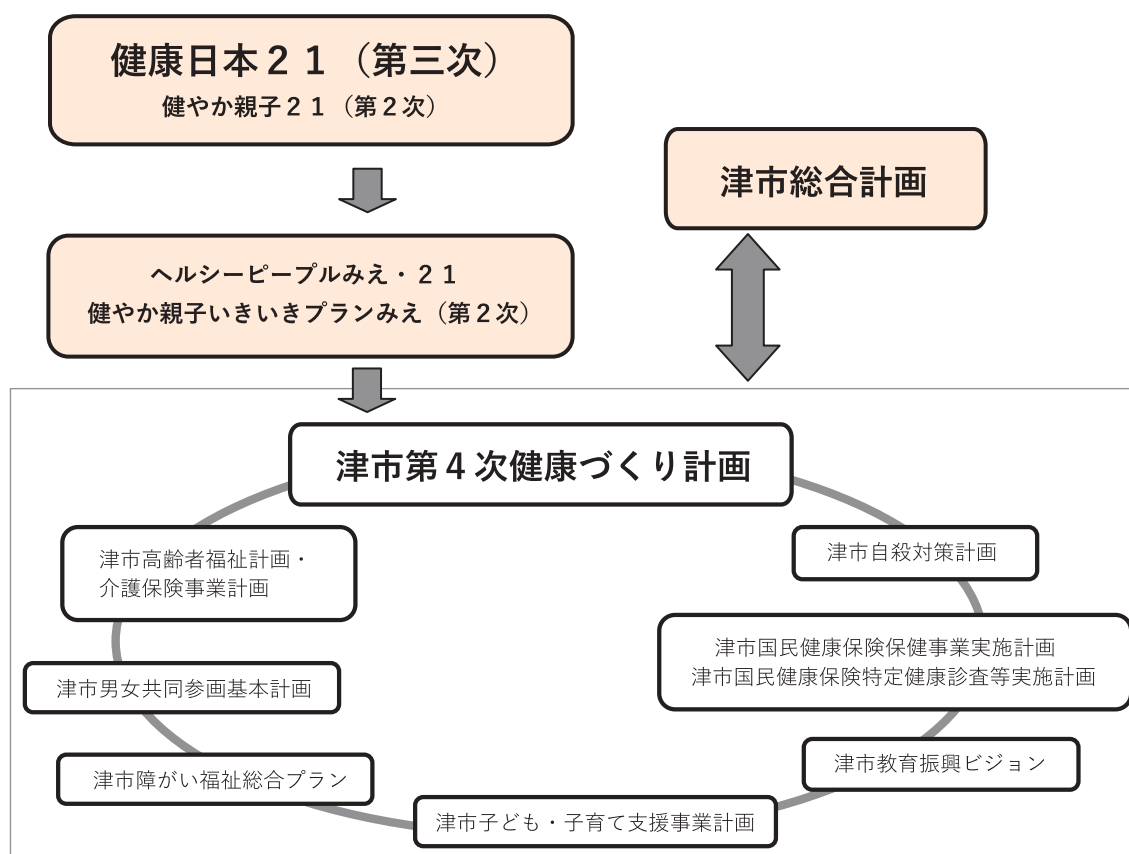 健康日本２１（第三次）
健やか親子２１（第２次）
津市総合計画
ヘルシーピープルみえ・２１
健やか親子いきいきプランみえ（第２次）
津市第４次健康づくり計画
津市高齢者福祉計画・
介護保険事業計画
津市自殺対策計画
津市国民健康保険保健事業実施計画
津市国民健康保険特定健康診査等実施計画
津市男女共同参画基本計画
津市教育振興ビジョン
津市障がい福祉総合プラン
津市子ども・子育て支援事業計画